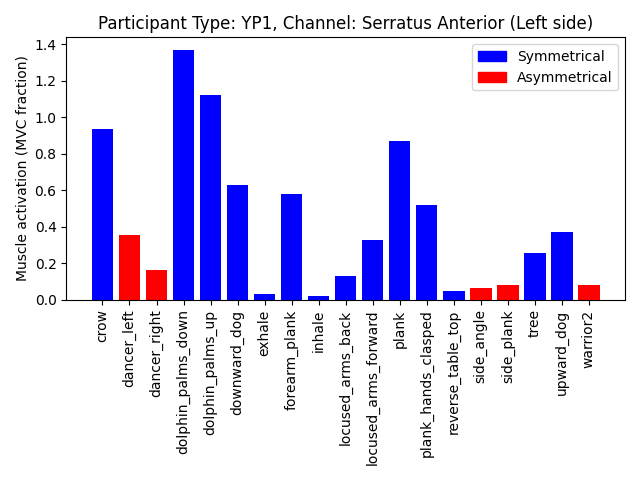 Participant Type: YP1, Channel: Serratus Anterior (Left side)
Muscle activation (MVC fraction)
1.4
1.2
1.0
0.8
0.6
0.4
0.2
0.0
Symmetrical
Asymmetrical
crow
dancer_left
dancer_right
dolphin_palms_down
dolphin_palms_up
downward_dog
exhale
forearm_plank
inhale
locused_arms_back
locused_arms_forward
plank
plank_hands_clasped
reverse_table_top
side_angle
side_plank
tree
upward_dog
warrior2